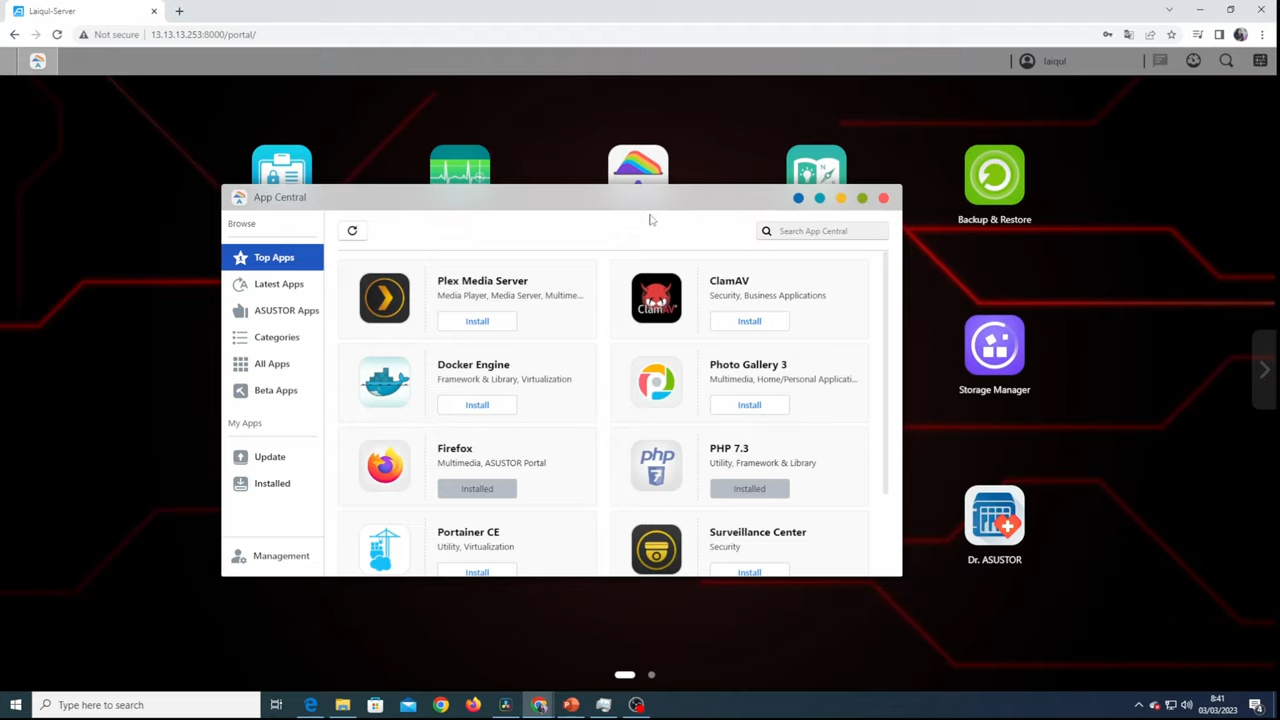 Laiqul-Server
Not secure
13.13.13.253:8000/portal/
laiqul
App Central
Browse
Top Apps
Latest Apps
ASUSTOR Apps
Categories
All Apps
Beta Apps
My Apps
Update
Installed
Management
Search App Central
Plex Media Server
Media Player, Media Server, Multime...
Install
ClamAV
ClamAV
Security, Business Applications
Install
Docker Engine
Framework & Library, Virtualization
Install
Photo Gallery 3
Multimedia, Home/Personal Applicati...
Install
Firefox
Multimedia, ASUSTOR Portal
Installed
php
7
PHP 7.3
Utility, Framework & Library
Installed
Portainer CE
Utility, Virtualization
Install
Surveillance Center
Security
Install
Backup & Restore
Storage Manager
Dr. ASUSTOR
Type here to search
8:41
03/03/2023